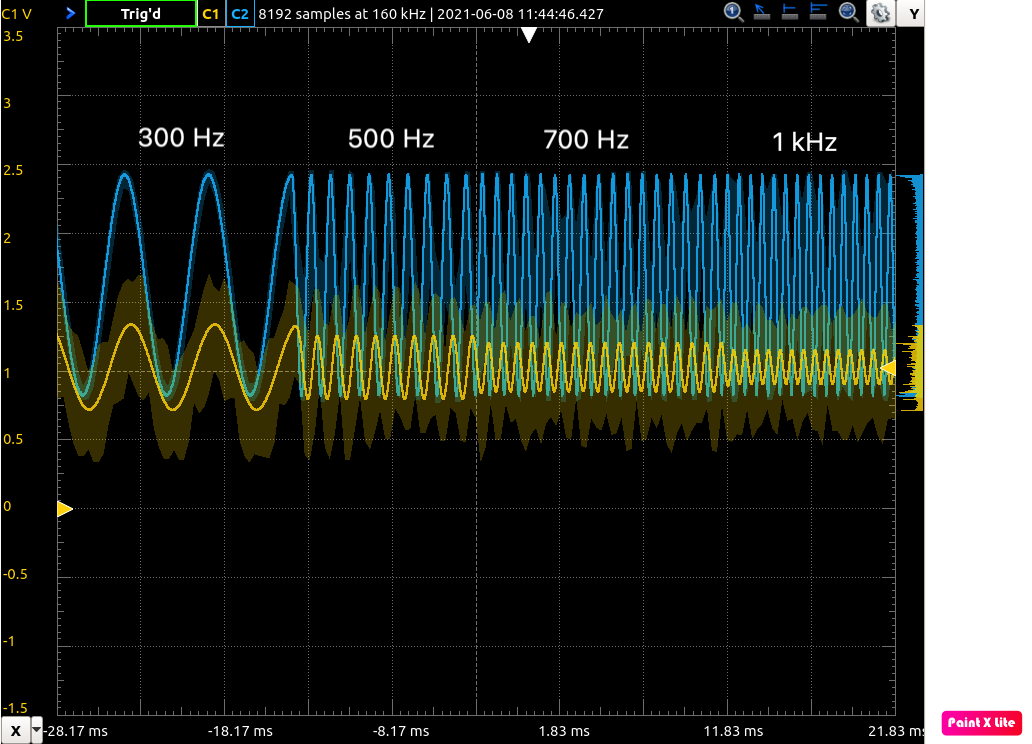 C1 V
Trig'd C1 C2 8192 samples at 160 kHz | 2021-06-08 11:44:46.427
Y
3.5
3
2.5
2
1.5
1
0.5
0
-0.5
-1
-1.5
300 Hz 500 Hz 700 Hz 1 kHz
X
-28.17 ms -18.17 ms -8.17 ms 1.83 ms 11.83 ms 21.83 ms
Paint X Lite